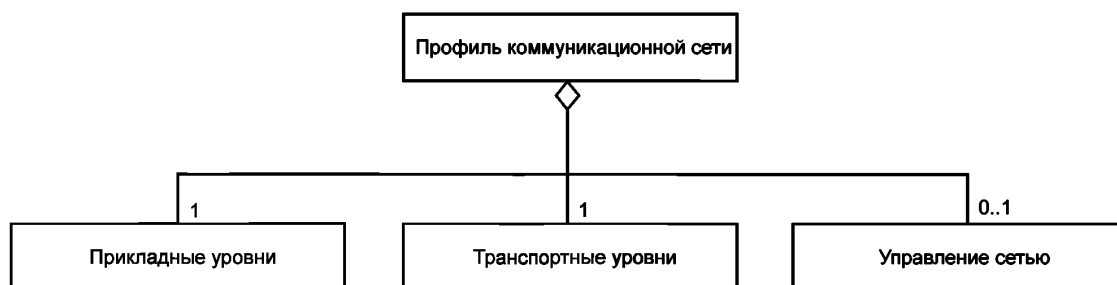 Профиль коммуникационной сети
1
1
0..1
Прикладные уровни
Транспортные уровни
Управление сетью